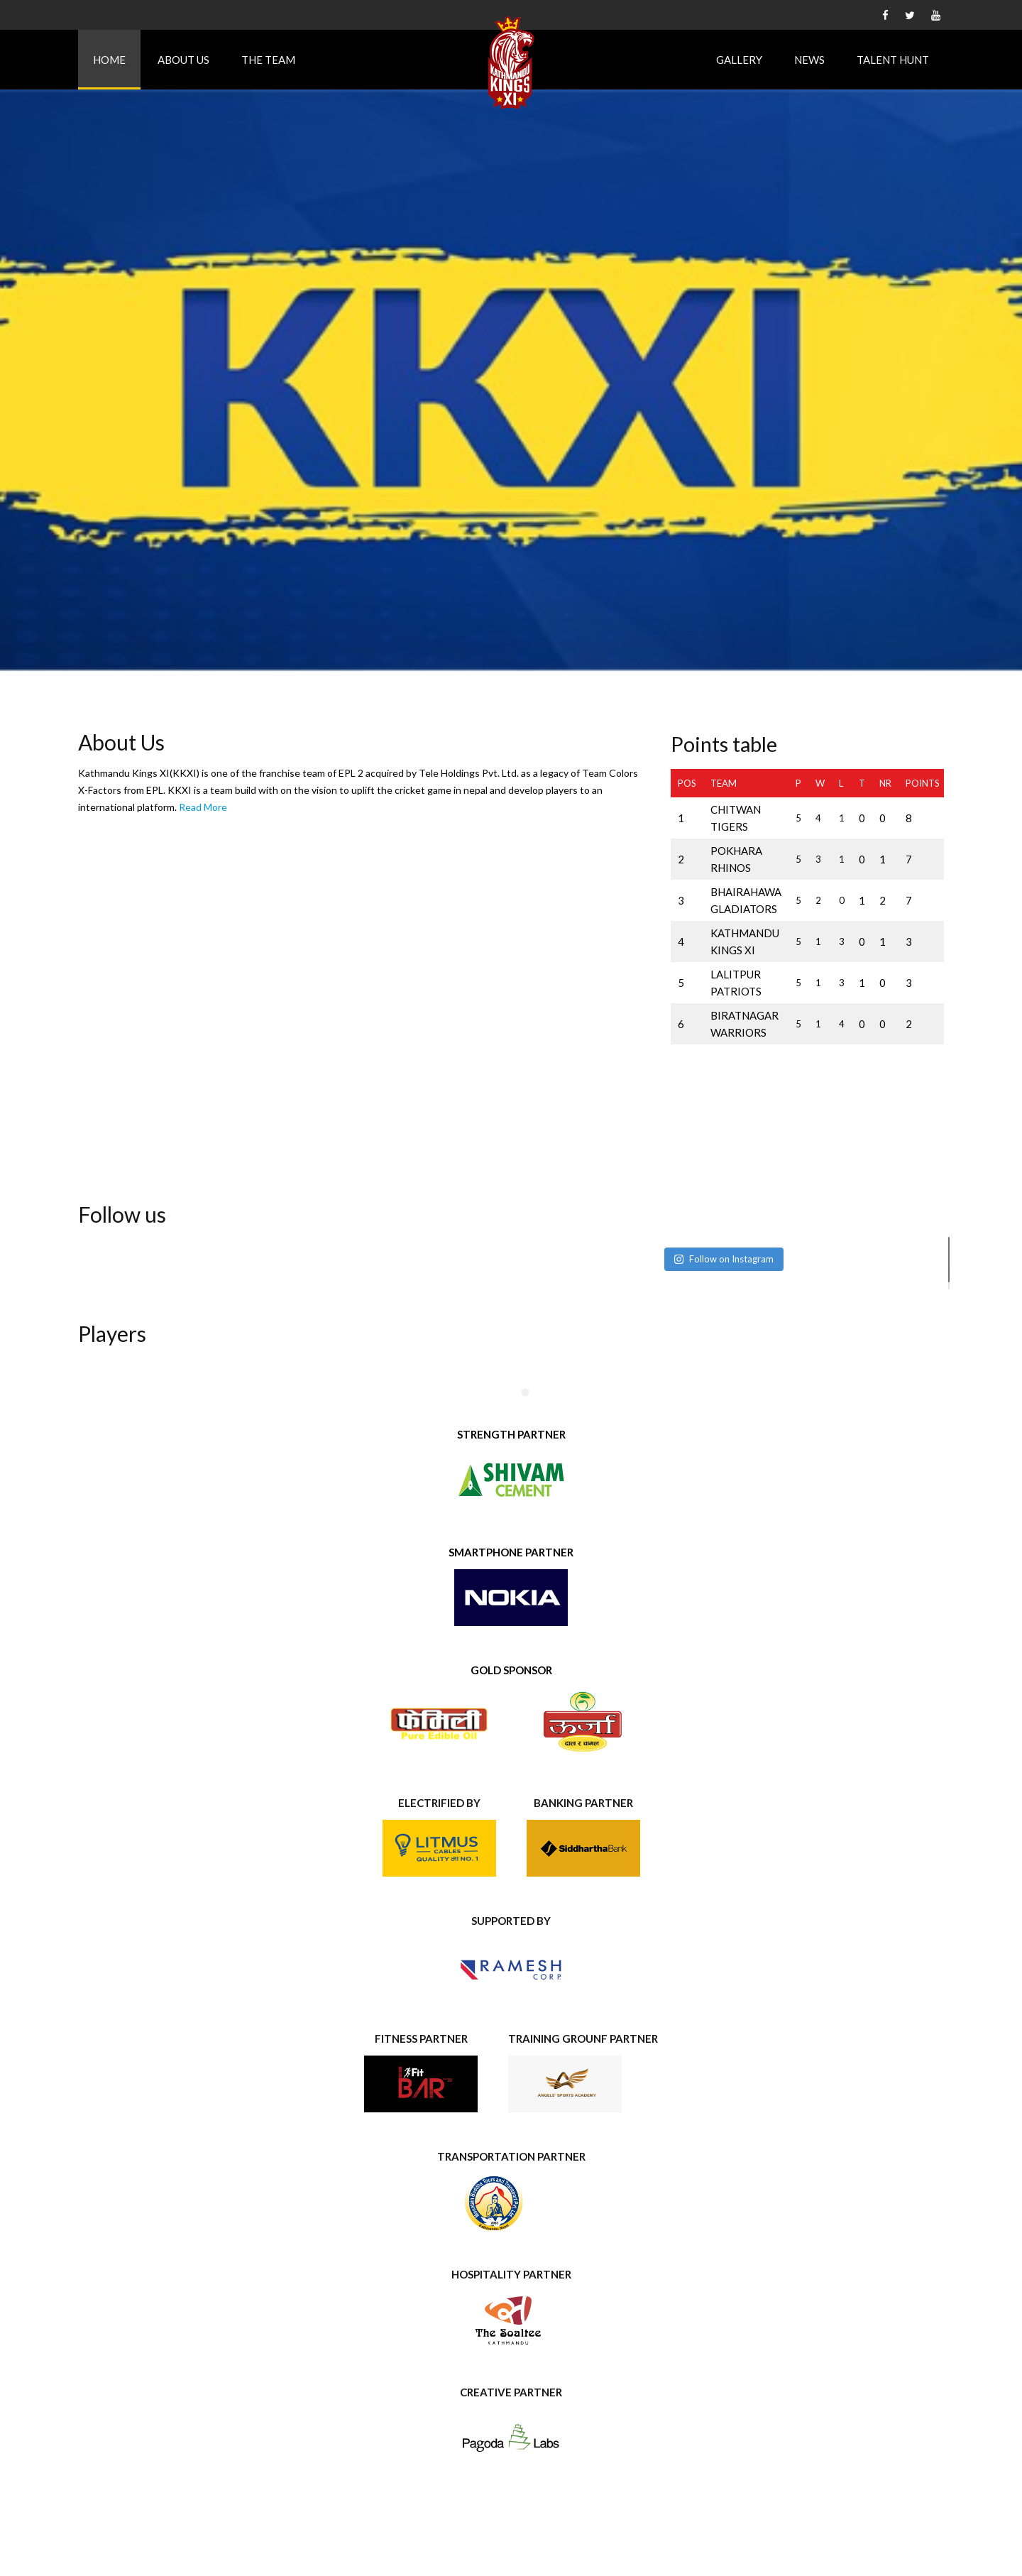 HOME ABOUT US THE TEAM
KATHMANDU
KINGS
XI
GALLERY NEWS TALENT HUNT
KKXI
About Us
Kathmandu Kings XI(KKXI) is one of the franchise team of EPL 2 acquired by Tele Holdings Pvt. Ltd. as a legacy of Team Colors
X-Factors from EPL. KKXI is a team build with on the vision to uplift the cricket game in nepal and develop players to an
international platform. Read More
Points table
POS TEAM P W L T NR POINTS
1 CHITWAN TIGERS 5 4 1 0 0 8
2 POKHARA RHINOS 5 3 1 0 1 7
3 BHAIRAHAWA GLADIATORS 5 2 0 1 2 7
4 KATHMANDU KINGS XI 5 1 3 0 1 3
5 LALITPUR PATRIOTS 5 1 3 1 0 3
6 BIRATNAGAR WARRIORS 5 1 4 0 0 2
Follow us
Follow on Instagram
Players
STRENGTH PARTNER
SHIVAM
CEMENT
SMARTPHONE PARTNER
NOKIA
GOLD SPONSOR
फेमिली
Pure Edible Oil
ऊर्जा
दाल र चामल
ELECTRIFIED BY
LITMUS
CABLES
QUALITY मा NO. 1
BANKING PARTNER
SiddharthaBank
SUPPORTED BY
RAMESH
CORP.
FITNESS PARTNER
Fit
BAR
TRAINING GROUNF PARTNER
ANGELS' SPORTS ACADEMY
TRANSPORTATION PARTNER
HOSPITALITY PARTNER
The Soaltee
KATHMANDU
CREATIVE PARTNER
Pagoda Labs